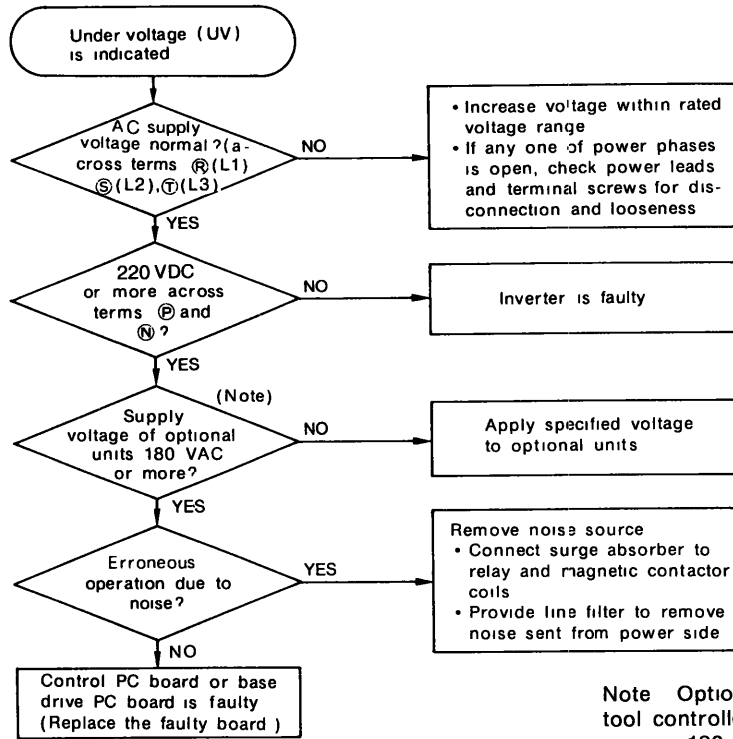 Under voltage (UV)
is indicated
AC supply
voltage normal?(a-
cross terms Ⓡ(L1)
Ⓢ(L2),Ⓣ(L3)
NO
• Increase voltage within rated
voltage range
• If any one of power phases
is open, check power leads
and terminal screws for dis-
connection and looseness
YES
220 VDC
or more across
terms Ⓟ and
Ⓝ ?
NO
Inverter is faulty
YES
(Note)
Supply
voltage of optional
units 180 VAC
or more?
NO
Apply specified voltage
to optional units
YES
Erroneous
operation due to
noise?
YES
Remove noise source
• Connect surge absorber to
relay and magnetic contactor
coils
• Provide line filter to remove
noise sent from power side
NO
Control PC board or base
drive PC board is faulty
(Replace the faulty board)
Note Optio
tool controlle